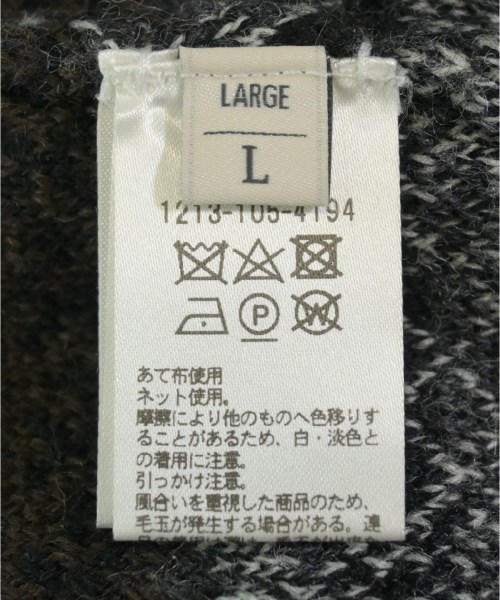 LARGE
L
1213-105-4194
P
W
あて布使用
ネット使用。
摩擦により他のものへ色移りす
ることがあるため、白・淡色と
の着用に注意。
引っかけ注意。
風合いを重視した商品のため、
毛玉が発生する場合がある。連